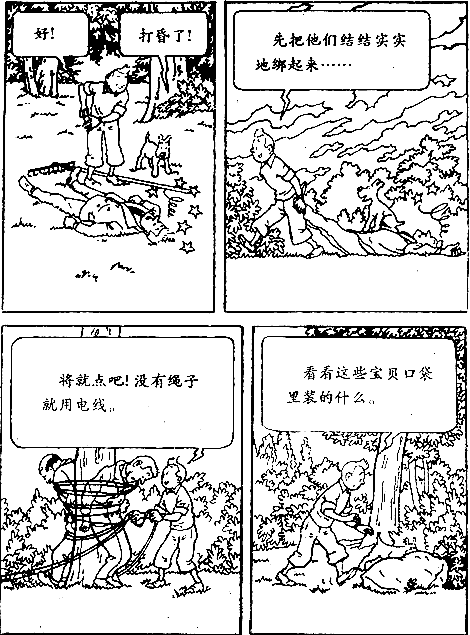 好!
打昏了!
先把他们结结实实
地绑起来……
将就点吧!没有绳子
就用电线。
看看这些宝贝口袋
里装的什么。